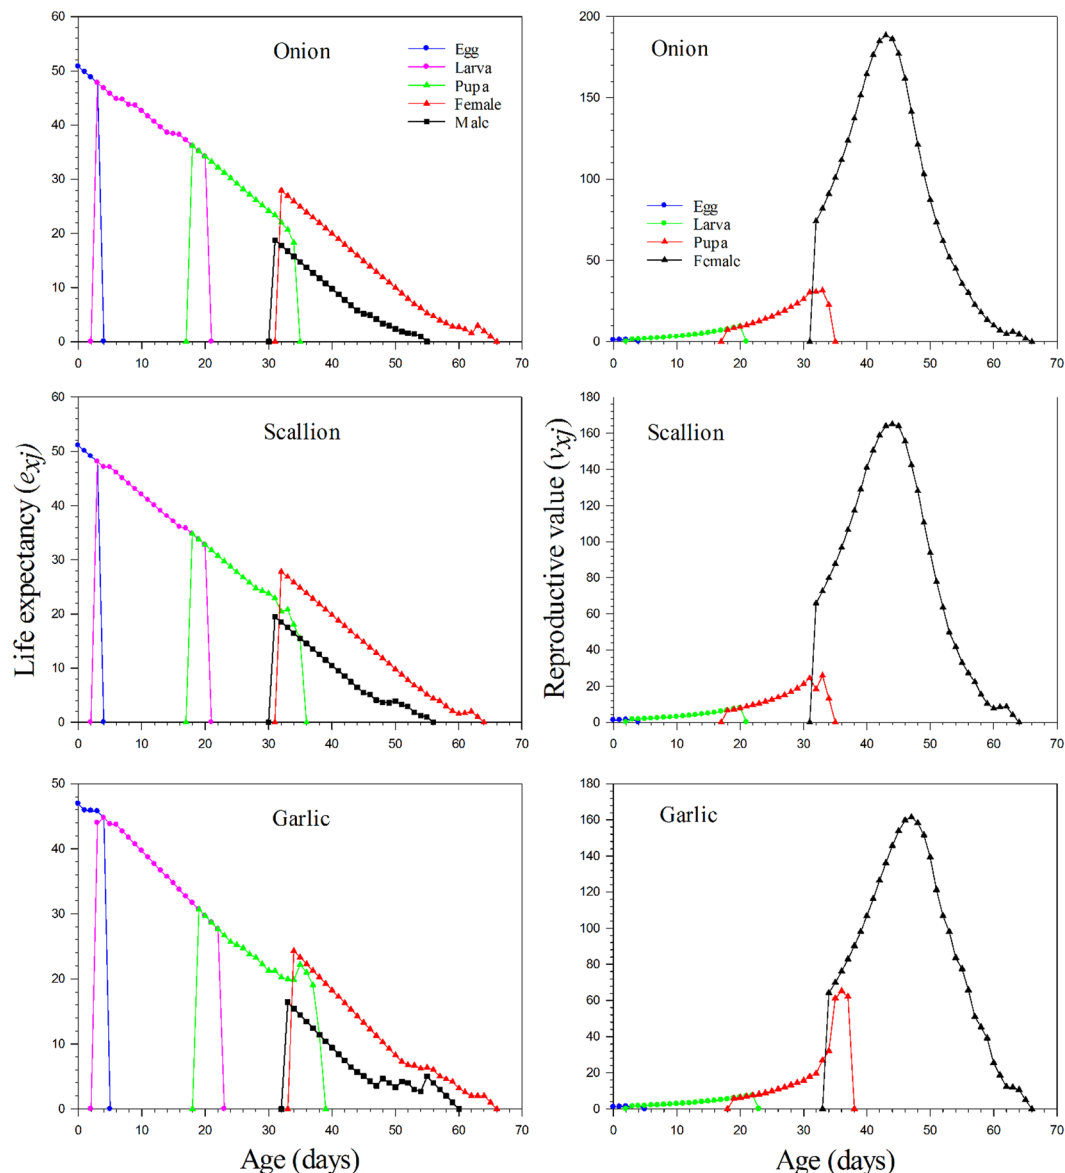 Onion
Egg
Larva
Pupa
Female
Male
60
50
40
30
20
10
0
0 10 20 30 40 50 60 70
Onion
Egg
Larva
Pupa
Female
200
150
100
50
0
0 10 20 30 40 50 60 70
Life expectancy (exj)
Scallion
60
50
40
30
20
10
0
0 10 20 30 40 50 60 70
Reproductive value (vxj)
Scallion
180
160
140
120
100
80
60
40
20
0
0 10 20 30 40 50 60 70
Garlic
50
40
30
20
10
0
0 10 20 30 40 50 60 70
Age (days)
Garlic
180
160
140
120
100
80
60
40
20
0
0 10 20 30 40 50 60 70
Age (days)